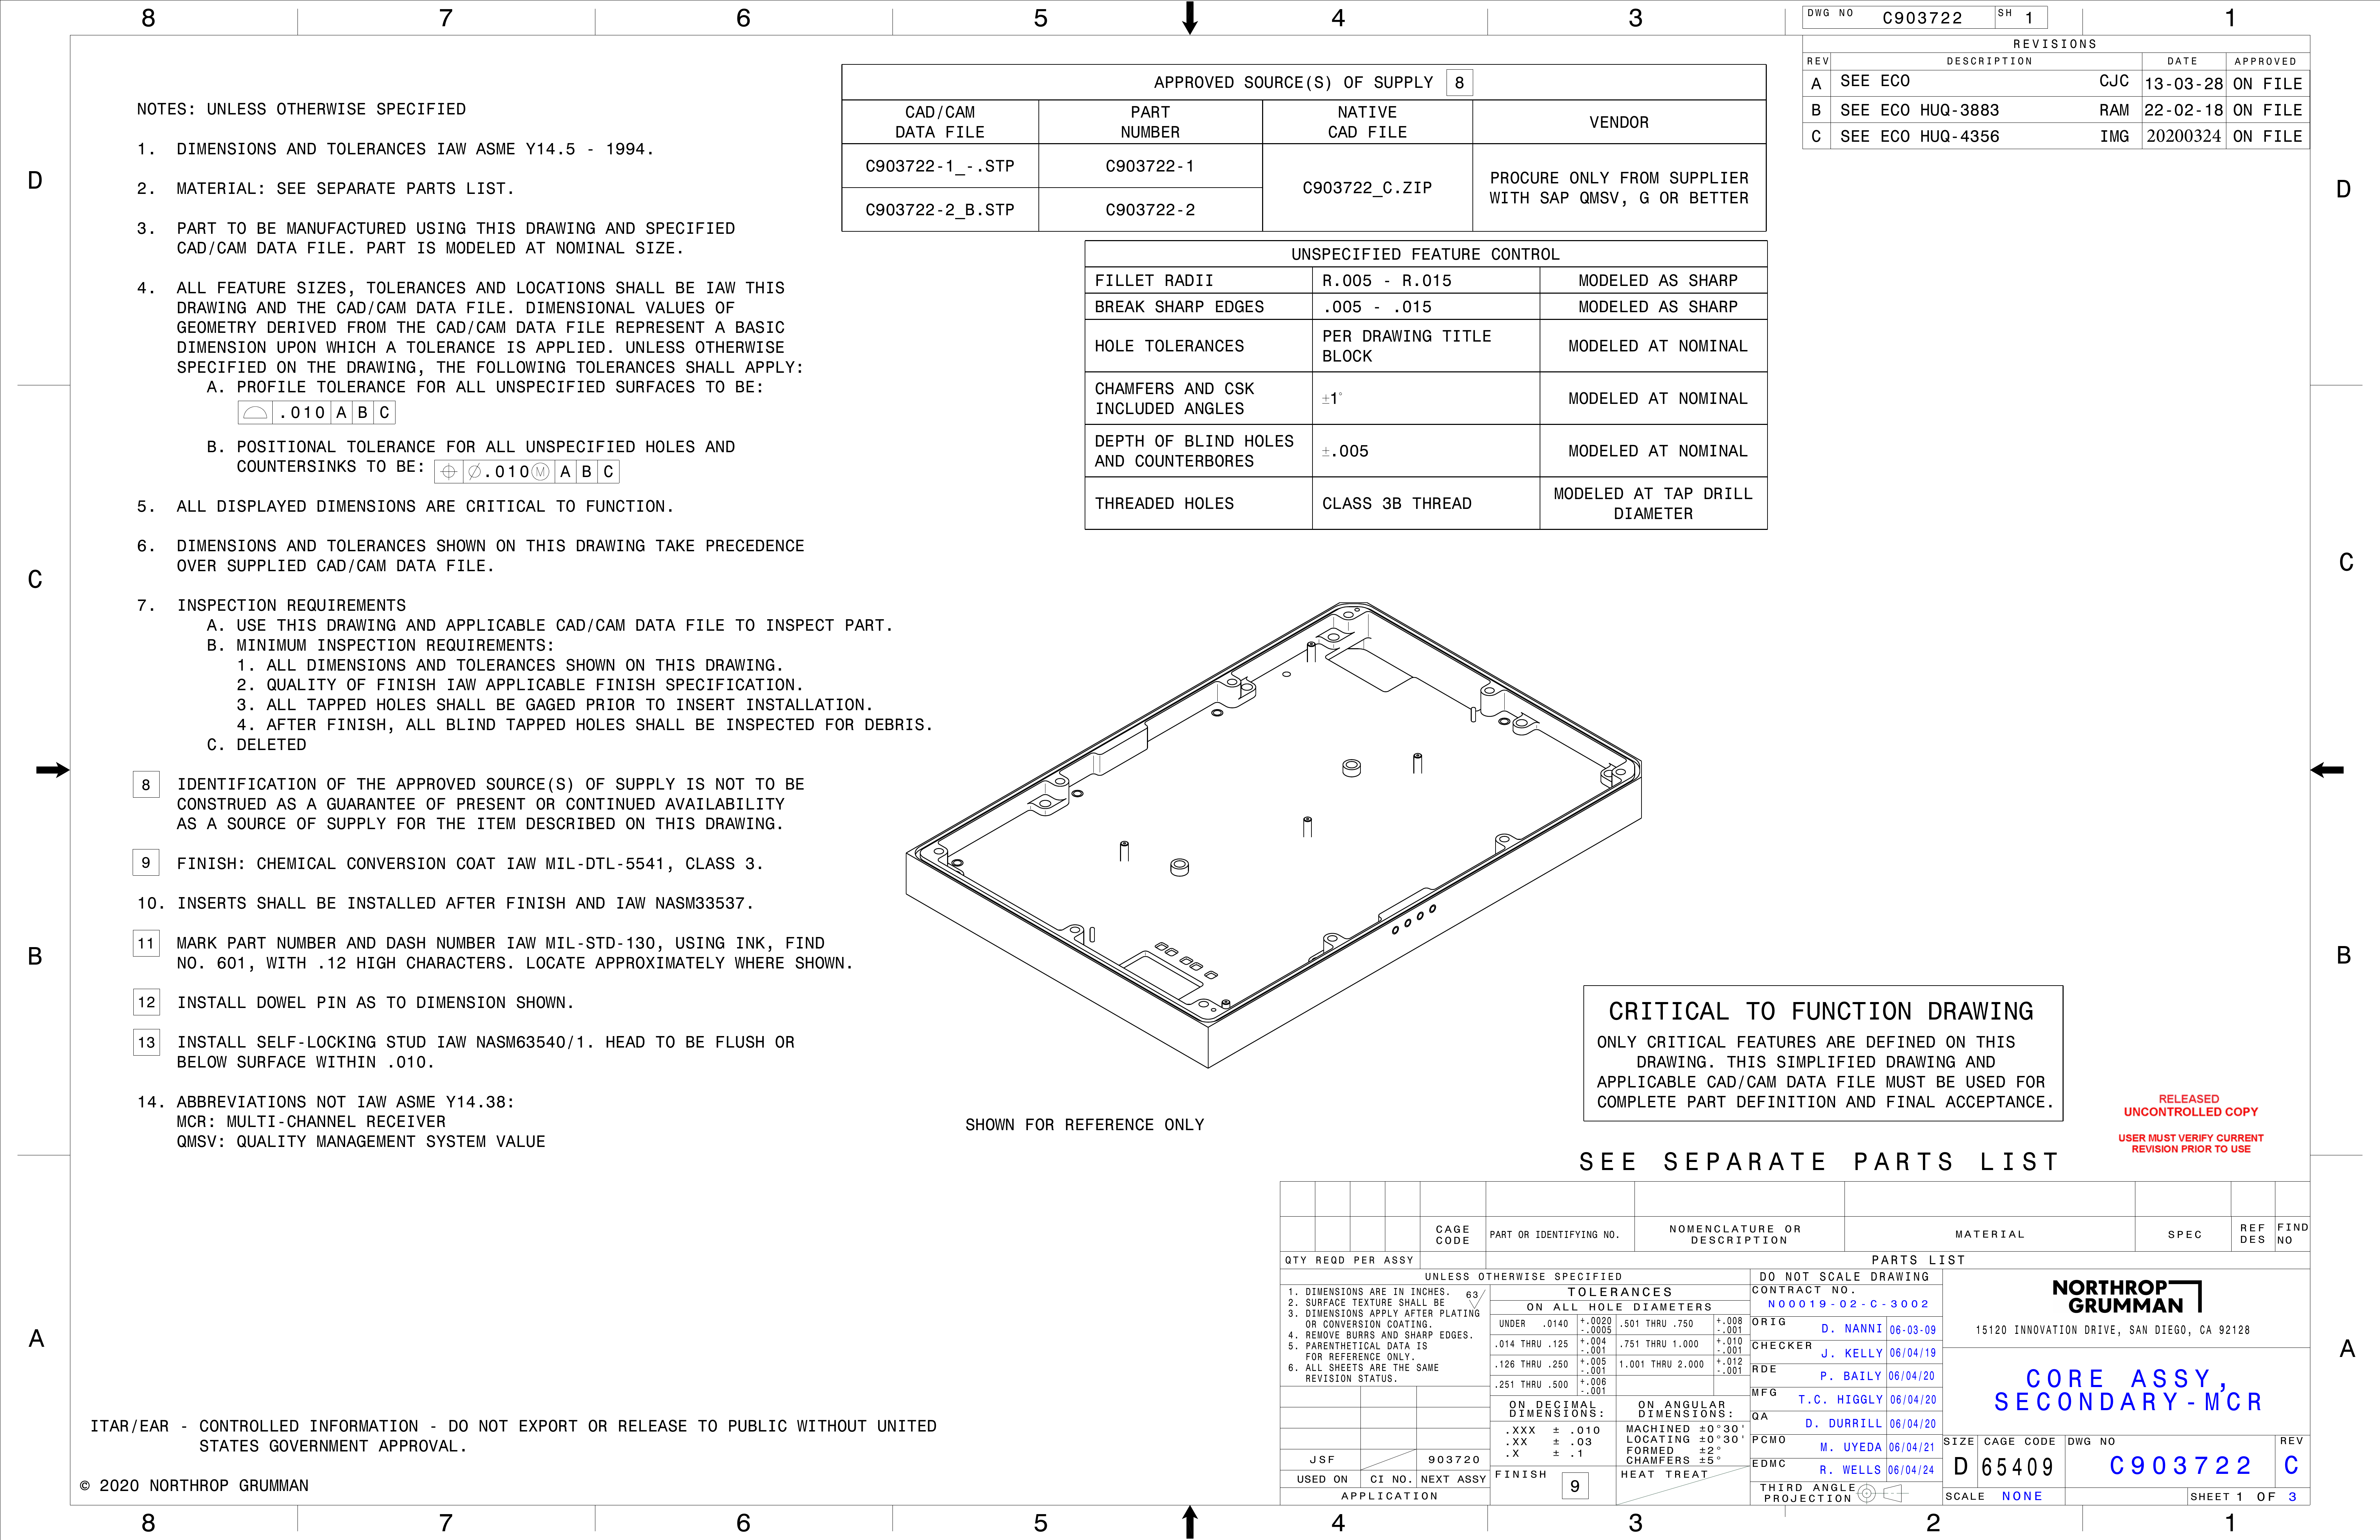 8 7 6 5 4 3 1
DWG NO C903722 SH 1
REVISIONS
REV DESCRIPTION DATE APPROVED
A SEE ECO CJC 13-03-28 ON FILE
B SEE ECO HUQ-3883 RAM 22-02-18 ON FILE
C SEE ECO HUQ-4356 IMG 20200324 ON FILE
NOTES: UNLESS OTHERWISE SPECIFIED
1. DIMENSIONS AND TOLERANCES IAW ASME Y14.5 - 1994.
2. MATERIAL: SEE SEPARATE PARTS LIST.
3. PART TO BE MANUFACTURED USING THIS DRAWING AND SPECIFIED
CAD/CAM DATA FILE. PART IS MODELED AT NOMINAL SIZE.
4. ALL FEATURE SIZES, TOLERANCES AND LOCATIONS SHALL BE IAW THIS
DRAWING AND THE CAD/CAM DATA FILE. DIMENSIONAL VALUES OF
GEOMETRY DERIVED FROM THE CAD/CAM DATA FILE REPRESENT A BASIC
DIMENSION UPON WHICH A TOLERANCE IS APPLIED. UNLESS OTHERWISE
SPECIFIED ON THE DRAWING, THE FOLLOWING TOLERANCES SHALL APPLY:
A. PROFILE TOLERANCE FOR ALL UNSPECIFIED SURFACES TO BE:
⌓ .010 A B C
B. POSITIONAL TOLERANCE FOR ALL UNSPECIFIED HOLES AND
COUNTERSINKS TO BE: ⌖ ∅.010Ⓜ A B C
5. ALL DISPLAYED DIMENSIONS ARE CRITICAL TO FUNCTION.
6. DIMENSIONS AND TOLERANCES SHOWN ON THIS DRAWING TAKE PRECEDENCE
OVER SUPPLIED CAD/CAM DATA FILE.
7. INSPECTION REQUIREMENTS
A. USE THIS DRAWING AND APPLICABLE CAD/CAM DATA FILE TO INSPECT PART.
B. MINIMUM INSPECTION REQUIREMENTS:
1. ALL DIMENSIONS AND TOLERANCES SHOWN ON THIS DRAWING.
2. QUALITY OF FINISH IAW APPLICABLE FINISH SPECIFICATION.
3. ALL TAPPED HOLES SHALL BE GAGED PRIOR TO INSERT INSTALLATION.
4. AFTER FINISH, ALL BLIND TAPPED HOLES SHALL BE INSPECTED FOR DEBRIS.
C. DELETED
8 IDENTIFICATION OF THE APPROVED SOURCE(S) OF SUPPLY IS NOT TO BE
CONSTRUED AS A GUARANTEE OF PRESENT OR CONTINUED AVAILABILITY
AS A SOURCE OF SUPPLY FOR THE ITEM DESCRIBED ON THIS DRAWING.
9 FINISH: CHEMICAL CONVERSION COAT IAW MIL-DTL-5541, CLASS 3.
10. INSERTS SHALL BE INSTALLED AFTER FINISH AND IAW NASM33537.
11 MARK PART NUMBER AND DASH NUMBER IAW MIL-STD-130, USING INK, FIND
NO. 601, WITH .12 HIGH CHARACTERS. LOCATE APPROXIMATELY WHERE SHOWN.
12 INSTALL DOWEL PIN AS TO DIMENSION SHOWN.
13 INSTALL SELF-LOCKING STUD IAW NASM63540/1. HEAD TO BE FLUSH OR
BELOW SURFACE WITHIN .010.
14. ABBREVIATIONS NOT IAW ASME Y14.38:
MCR: MULTI-CHANNEL RECEIVER
QMSV: QUALITY MANAGEMENT SYSTEM VALUE
APPROVED SOURCE(S) OF SUPPLY 8
CAD/CAM DATA FILE PART NUMBER NATIVE CAD FILE VENDOR
C903722-1_-.STP C903722-1 C903722_C.ZIP PROCURE ONLY FROM SUPPLIER
WITH SAP QMSV, G OR BETTER
C903722-2_B.STP C903722-2
UNSPECIFIED FEATURE CONTROL
FILLET RADII R.005 - R.015 MODELED AS SHARP
BREAK SHARP EDGES .005 - .015 MODELED AS SHARP
HOLE TOLERANCES PER DRAWING TITLE BLOCK MODELED AT NOMINAL
CHAMFERS AND CSK INCLUDED ANGLES ±1° MODELED AT NOMINAL
DEPTH OF BLIND HOLES AND COUNTERBORES ±.005 MODELED AT NOMINAL
THREADED HOLES CLASS 3B THREAD MODELED AT TAP DRILL DIAMETER
D D
C C
B B
A A
SHOWN FOR REFERENCE ONLY
CRITICAL TO FUNCTION DRAWING
ONLY CRITICAL FEATURES ARE DEFINED ON THIS
DRAWING. THIS SIMPLIFIED DRAWING AND
APPLICABLE CAD/CAM DATA FILE MUST BE USED FOR
COMPLETE PART DEFINITION AND FINAL ACCEPTANCE.
RELEASED
UNCONTROLLED COPY
USER MUST VERIFY CURRENT
REVISION PRIOR TO USE
SEE SEPARATE PARTS LIST
CAGE CODE PART OR IDENTIFYING NO. NOMENCLATURE OR DESCRIPTION MATERIAL SPEC REF DES FIND NO
QTY REQD PER ASSY PARTS LIST
UNLESS OTHERWISE SPECIFIED
1. DIMENSIONS ARE IN INCHES.
2. SURFACE TEXTURE SHALL BE 63
3. DIMENSIONS APPLY AFTER PLATING
OR CONVERSION COATING.
4. REMOVE BURRS AND SHARP EDGES.
5. PARENTHETICAL DATA IS
FOR REFERENCE ONLY.
6. ALL SHEETS ARE THE SAME
REVISION STATUS.
TOLERANCES
ON ALL HOLE DIAMETERS
UNDER .0140 +.0020 -.0005 .501 THRU .750 +.008 -.001
.014 THRU .125 +.004 -.001 .751 THRU 1.000 +.010 -.001
.126 THRU .250 +.005 -.001 1.001 THRU 2.000 +.012 -.001
.251 THRU .500 +.006 -.001
ON DECIMAL DIMENSIONS:
.XXX ± .010
.XX ± .03
.X ± .1
ON ANGULAR DIMENSIONS:
MACHINED ±0°30'
LOCATING ±0°30'
FORMED ±2°
CHAMFERS ±5°
FINISH 9 HEAT TREAT
JSF 903720
USED ON CI NO. NEXT ASSY
APPLICATION
DO NOT SCALE DRAWING
CONTRACT NO.
N00019-02-C-3002
ORIG D. NANNI 06-03-09
CHECKER J. KELLY 06/04/19
RDE P. BAILY 06/04/20
MFG T.C. HIGGLY 06/04/20
QA D. DURRILL 06/04/20
PCMO M. UYEDA 06/04/21
EDMC R. WELLS 06/04/24
THIRD ANGLE
PROJECTION
NORTHROP
GRUMMAN
15120 INNOVATION DRIVE, SAN DIEGO, CA 92128
CORE ASSY,
SECONDARY-MCR
SIZE CAGE CODE DWG NO REV
D 65409 C903722 C
SCALE NONE SHEET 1 OF 3
ITAR/EAR - CONTROLLED INFORMATION - DO NOT EXPORT OR RELEASE TO PUBLIC WITHOUT UNITED
STATES GOVERNMENT APPROVAL.
© 2020 NORTHROP GRUMMAN
8 7 6 5 4 3 2 1